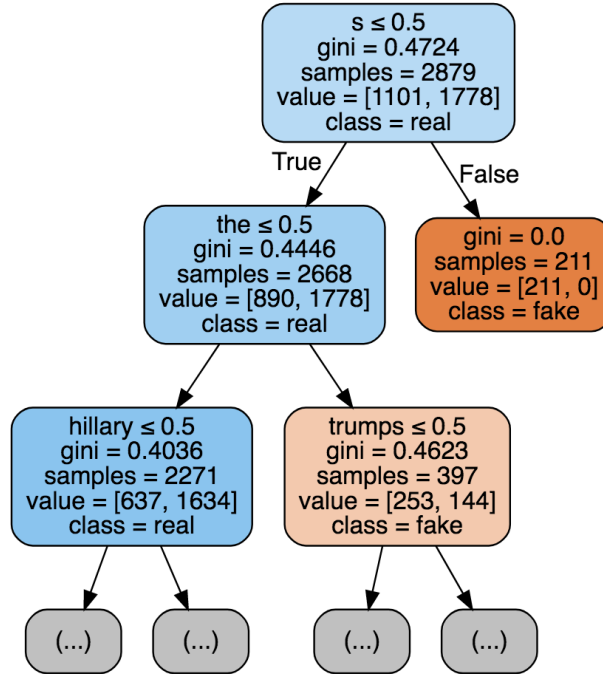 s ≤ 0.5
gini = 0.4724
samples = 2879
value = [1101, 1778]
class = real
True
False
the ≤ 0.5
gini = 0.4446
samples = 2668
value = [890, 1778]
class = real
gini = 0.0
samples = 211
value = [211, 0]
class = fake
hillary ≤ 0.5
gini = 0.4036
samples = 2271
value = [637, 1634]
class = real
trumps ≤ 0.5
gini = 0.4623
samples = 397
value = [253, 144]
class = fake
(...)
(...)
(...)
(...)